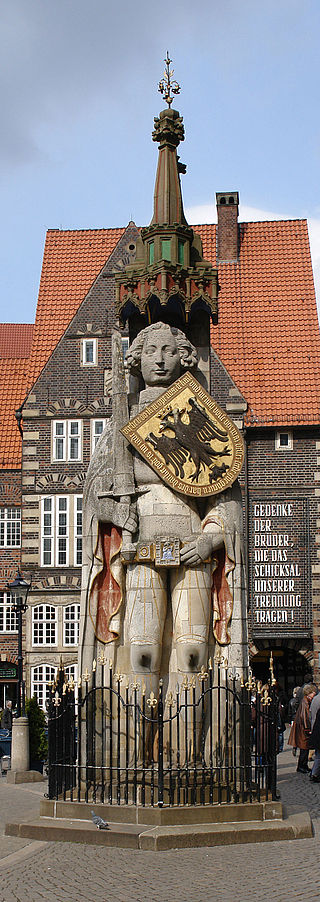 GEDENKE
DER
BRÜDER,
DIE DAS
SCHICKSAL
UNSERER
TRENNUNG
TRAGEN!